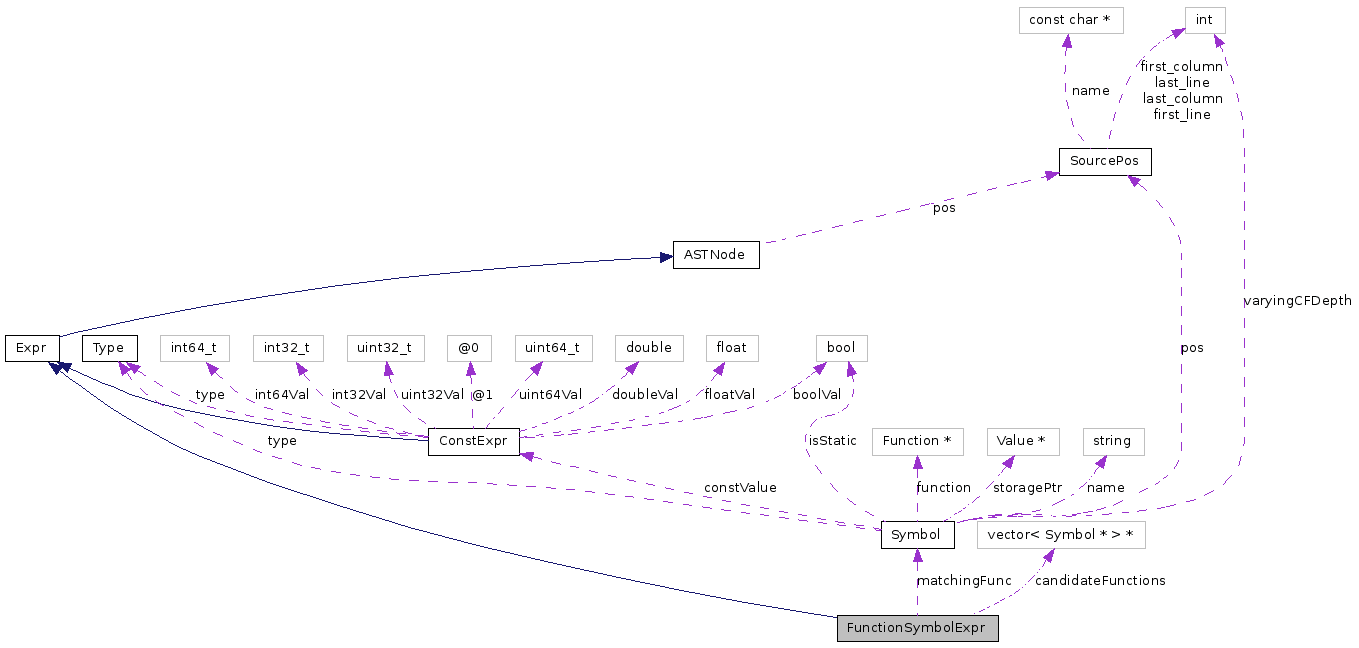 const char *
int
first_column
last_line
last_column
first_line
name
SourcePos
pos
ASTNode
varyingCFDepth
Expr
Type
int64_t
int32_t
uint32_t
@0
uint64_t
double
float
bool
pos
type
int64Val
int32Val
uint32Val
@1
uint64Val
doubleVal
floatVal
boolVal
type
ConstExpr
isStatic
Function *
Value *
string
constValue
function
storagePtr
name
Symbol
vector< Symbol * > *
matchingFunc
candidateFunctions
FunctionSymbolExpr